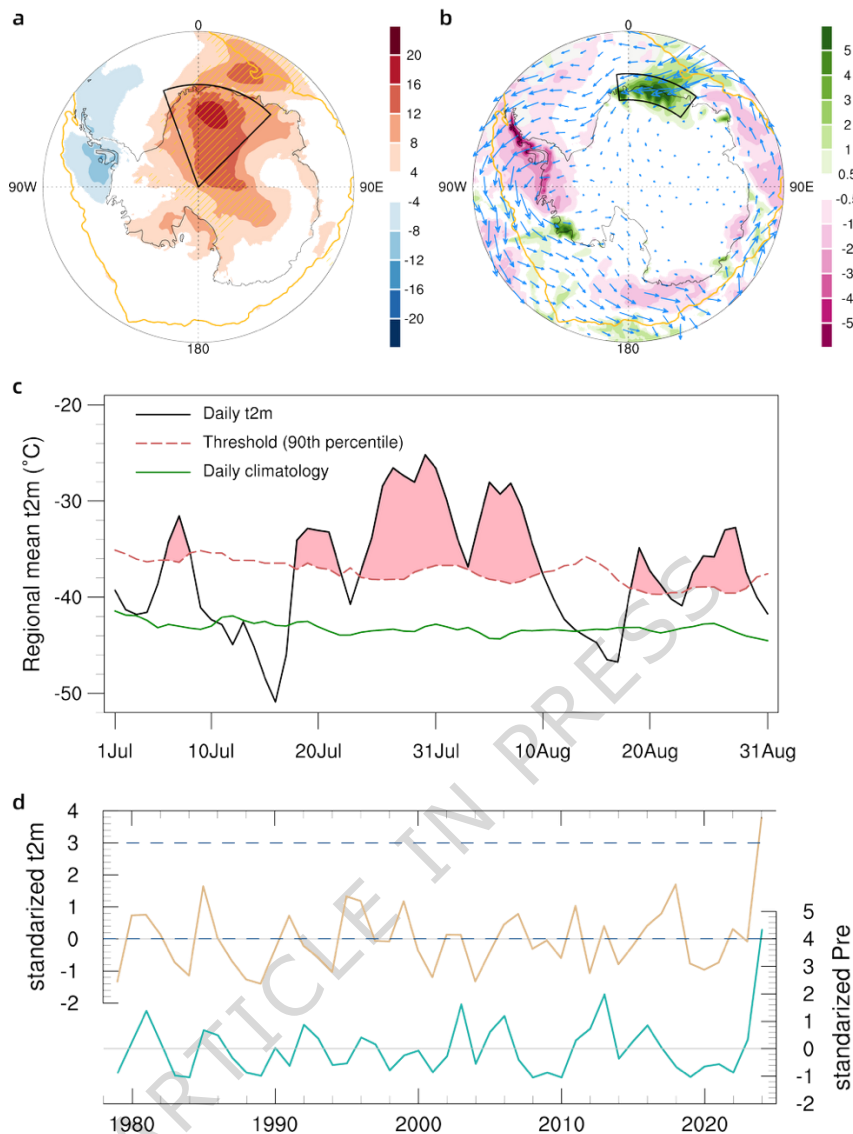 a
0
20
16
12
8
4
-4
-8
-12
-16
-20
90W
90E
180
b
0
5
4
3
2
1
0.5
-0.5
-1
-2
-3
-4
-5
90W
90E
180
c
Regional mean t2m (°C)
-20
-30
-40
-50
Daily t2m
Threshold (90th percentile)
Daily climatology
1Jul
10Jul
20Jul
31Jul
10Aug
20Aug
31Aug
d
standarized t2m
4
3
2
1
0
-1
-2
standarized Pre
5
4
3
2
1
0
-1
-2
1980
1990
2000
2010
2020
ARTICLE IN PRESS